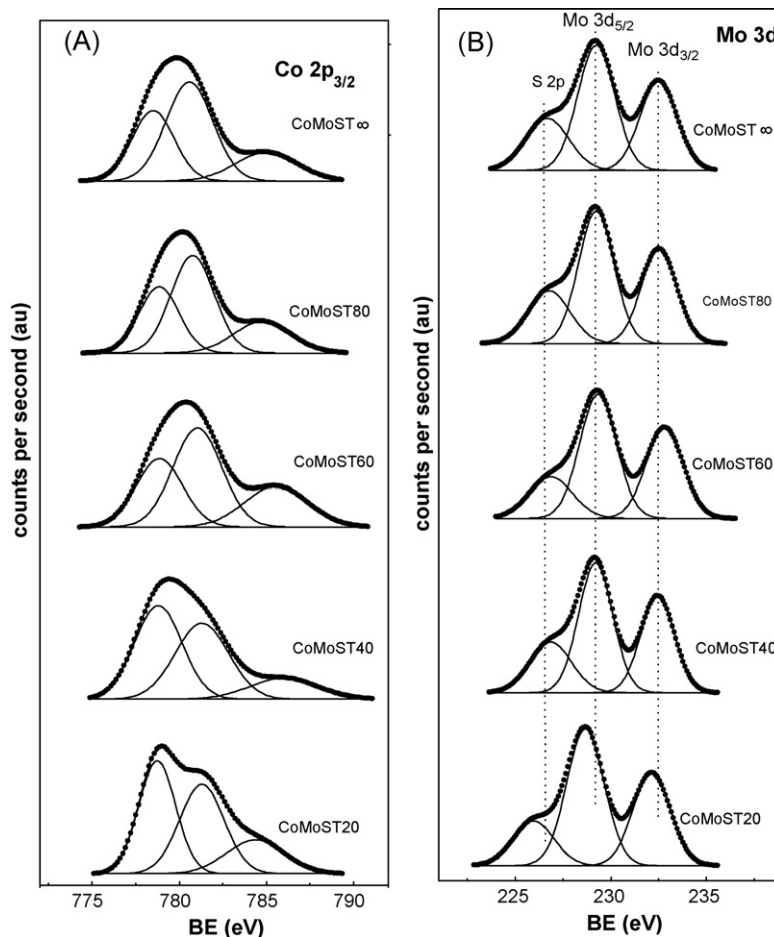 (A)
Co 2p3/2
CoMoST∞
CoMoST80
CoMoST60
CoMoST40
CoMoST20
counts per second (au)
775 780 785 790
BE (eV)
(B)
Mo 3d5/2
Mo 3d
S 2p
Mo 3d3/2
CoMoST ∞
CoMoST80
CoMoST60
CoMoST40
CoMoST20
counts per second (au)
225 230 235
BE (eV)